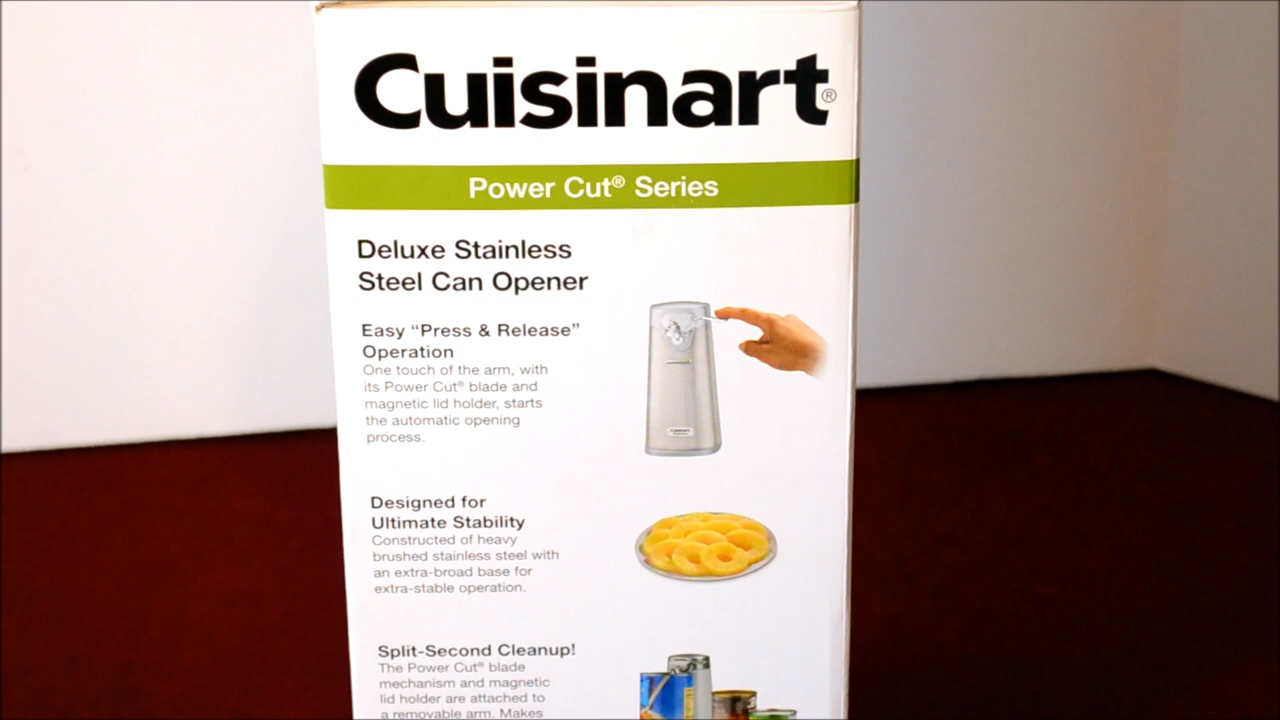 Cuisinart®
Power Cut® Series
Deluxe Stainless
Steel Can Opener
Easy “Press & Release”
Operation
One touch of the arm, with
its Power Cut® blade and
magnetic lid holder, starts
the automatic opening
process.
Cuisinart
Designed for
Ultimate Stability
Constructed of heavy
brushed stainless steel with
an extra-broad base for
extra-stable operation.
Split-Second Cleanup!
The Power Cut® blade
mechanism and magnetic
lid holder are attached to
a removable arm. Makes